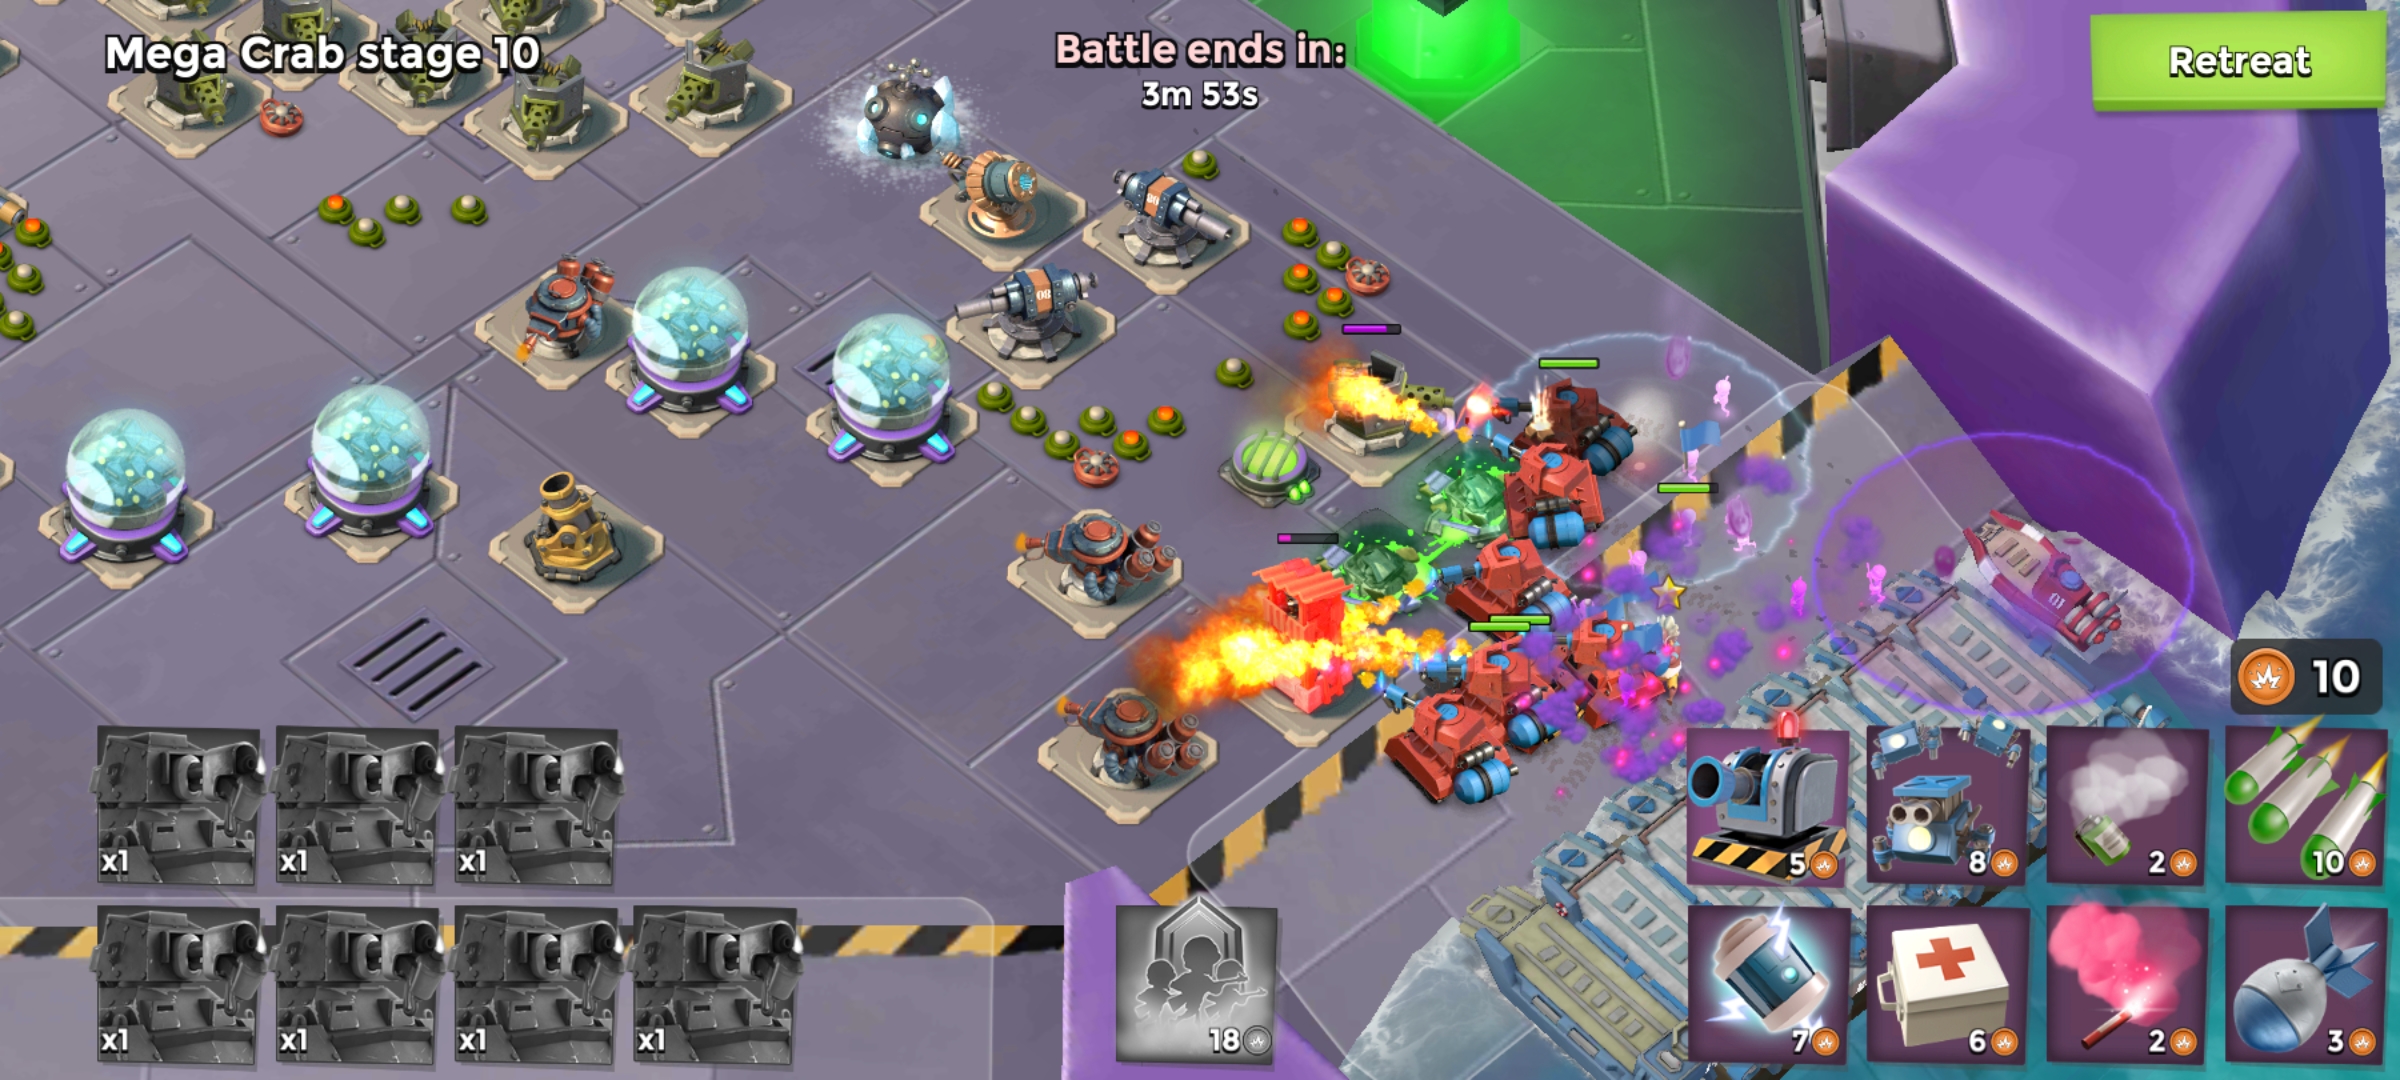 Mega Crab stage 10
Battle ends in:
3m 53s
Retreat
10
x1
x1
x1
5
8
2
10
x1
x1
x1
x1
18
7
6
2
3